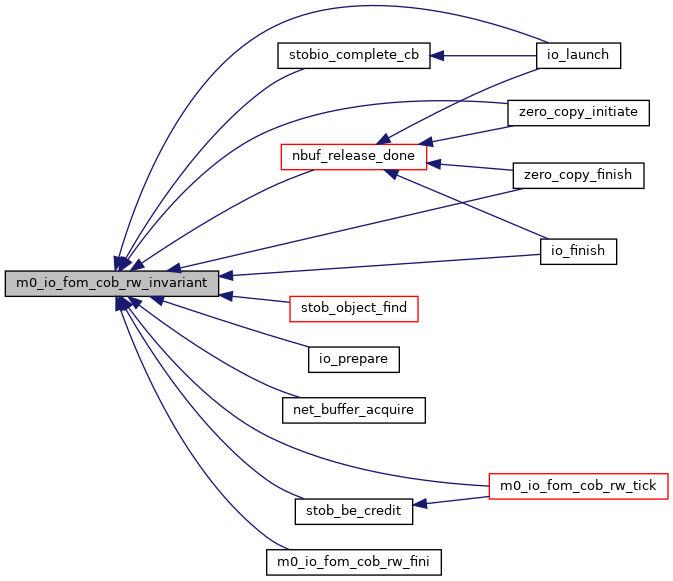 stobio_complete_cb
io_launch
zero_copy_initiate
nbuf_release_done
zero_copy_finish
io_finish
m0_io_fom_cob_rw_invariant
stob_object_find
io_prepare
net_buffer_acquire
m0_io_fom_cob_rw_tick
stob_be_credit
m0_io_fom_cob_rw_fini